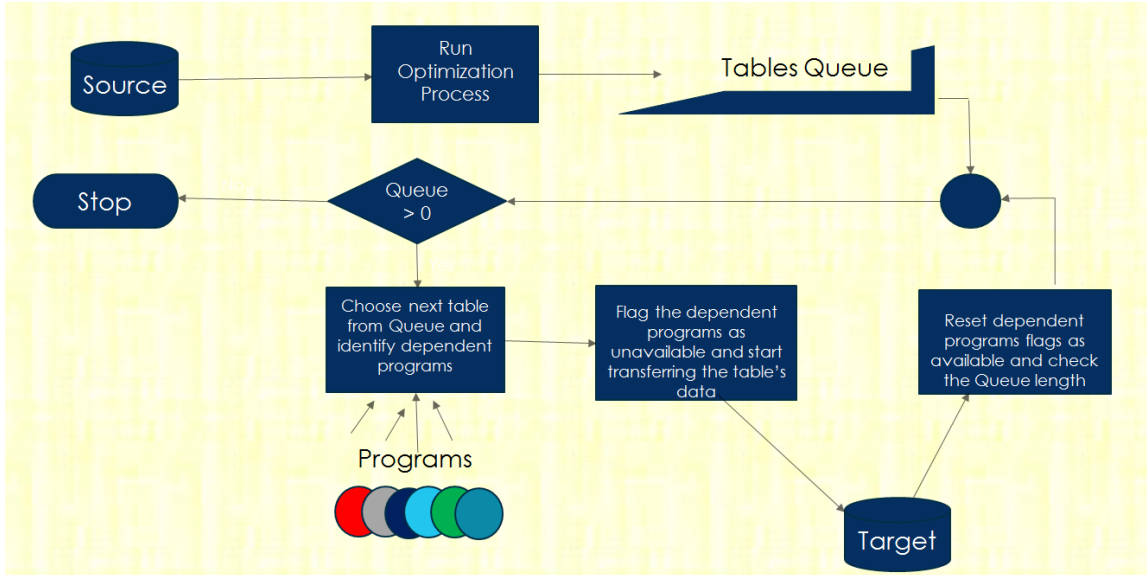 Source
Run
Optimization
Process
Tables Queue
Stop
Queue
> 0
Choose next table
from Queue and
identify dependent
programs
Flag the dependent
programs as
unavailable and start
transferring the table's
data
Reset dependent
programs flags as
available and check
the Queue length
Programs
Target